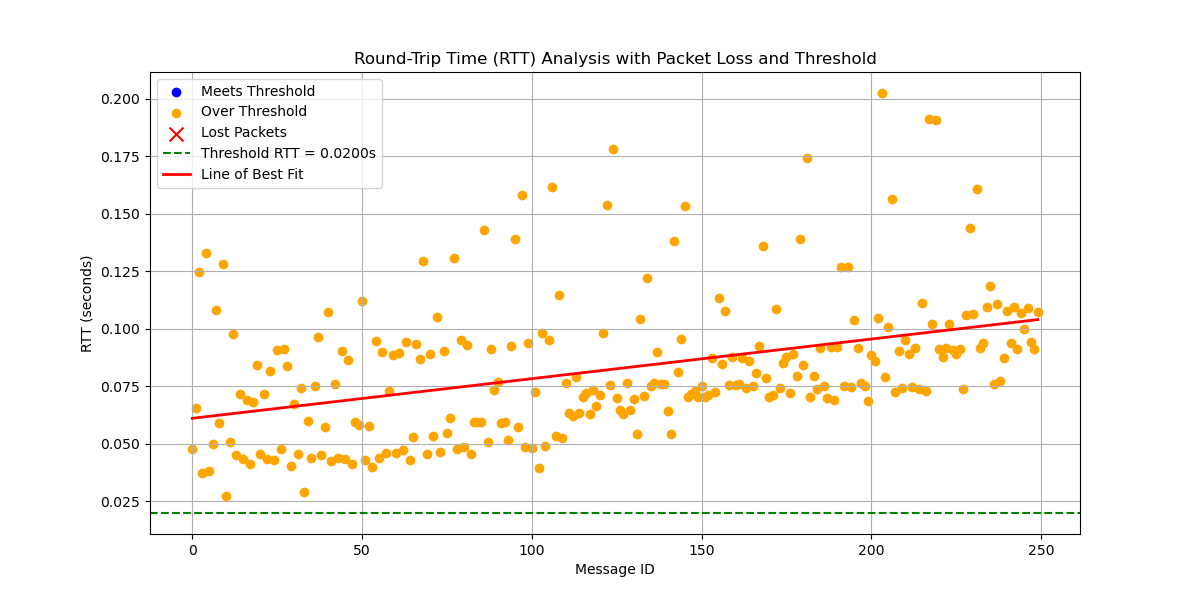 Round-Trip Time (RTT) Analysis with Packet Loss and Threshold
Meets Threshold
Over Threshold
Lost Packets
Threshold RTT = 0.0200s
Line of Best Fit
RTT (seconds)
0.200
0.175
0.150
0.125
0.100
0.075
0.050
0.025
0 50 100 150 200 250
Message ID